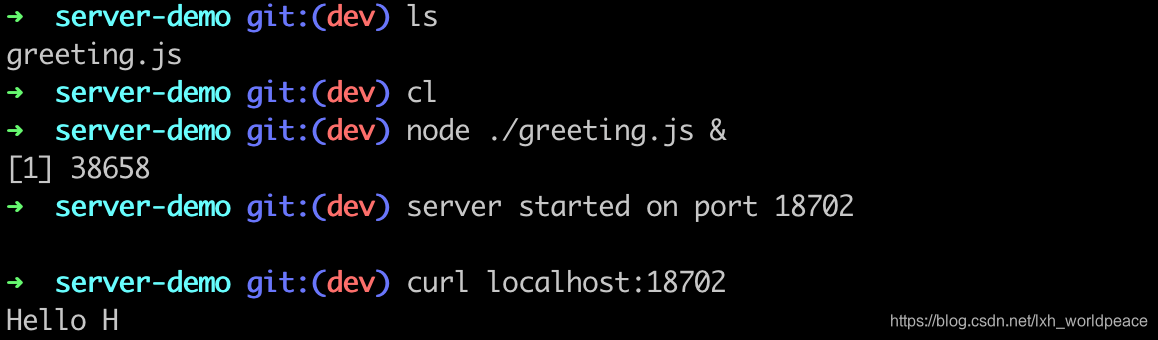 ➜ server-demo git:(dev) ls
greeting.js
➜ server-demo git:(dev) cl
➜ server-demo git:(dev) node ./greeting.js &
[1] 38658
➜ server-demo git:(dev) server started on port 18702
➜ server-demo git:(dev) curl localhost:18702
Hello H
https://blog.csdn.net/lxh_worldpeace